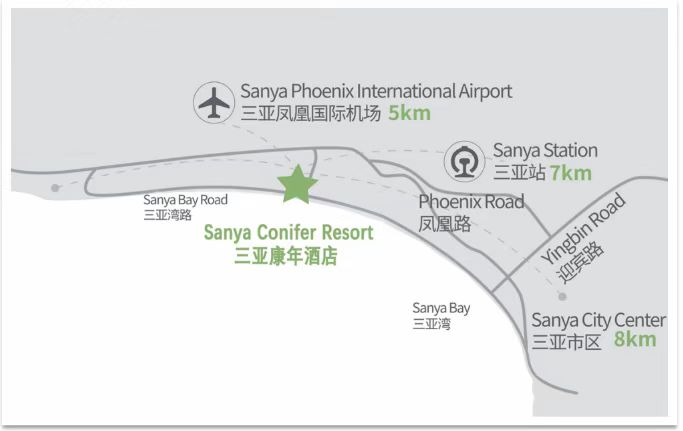 Sanya Phoenix International Airport
三亚凤凰国际机场 5km
Sanya Station
三亚站 7km
Sanya Bay Road
三亚湾路
Phoenix Road
凤凰路
Yingbin Road
迎宾路
Sanya Conifer Resort
三亚康年酒店
Sanya Bay
三亚湾
Sanya City Center
三亚市区 8km